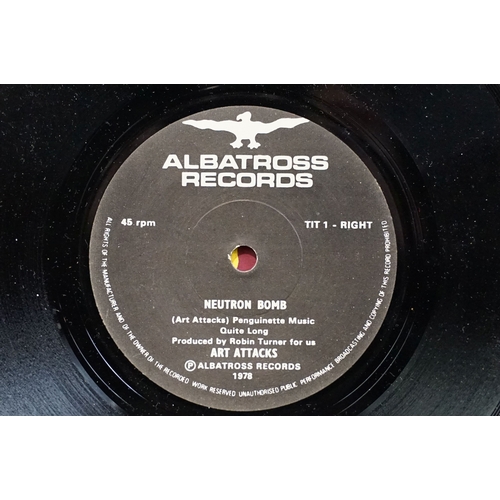 ALBATROSS
RECORDS
45 rpm
TIT 1 - RIGHT
NEUTRON BOMB
(Art Attacks) Penguinette Music
Quite Long
Produced by Robin Turner for us
ART ATTACKS
Ⓟ ALBATROSS RECORDS
1978
ALL RIGHTS OF THE MANUFACTURER AND OF THE OWNER OF THE RECORDED WORK RESERVED UNAUTHORISED PUBLIC PERFORMANCE BROADCASTING AND COPYING OF THIS RECORD PROHIBITED